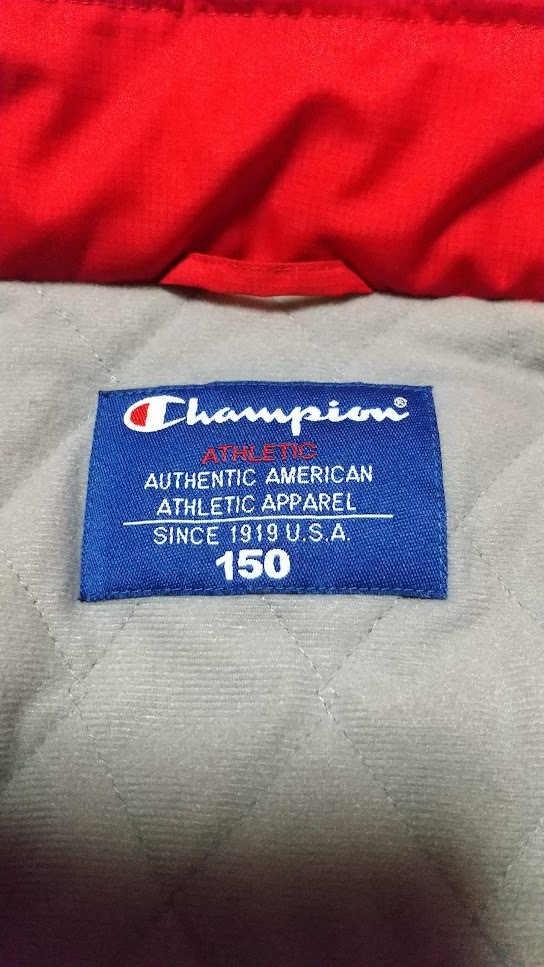 Champion®
ATHLETIC
AUTHENTIC AMERICAN
ATHLETIC APPAREL
SINCE 1919 U.S.A.
150